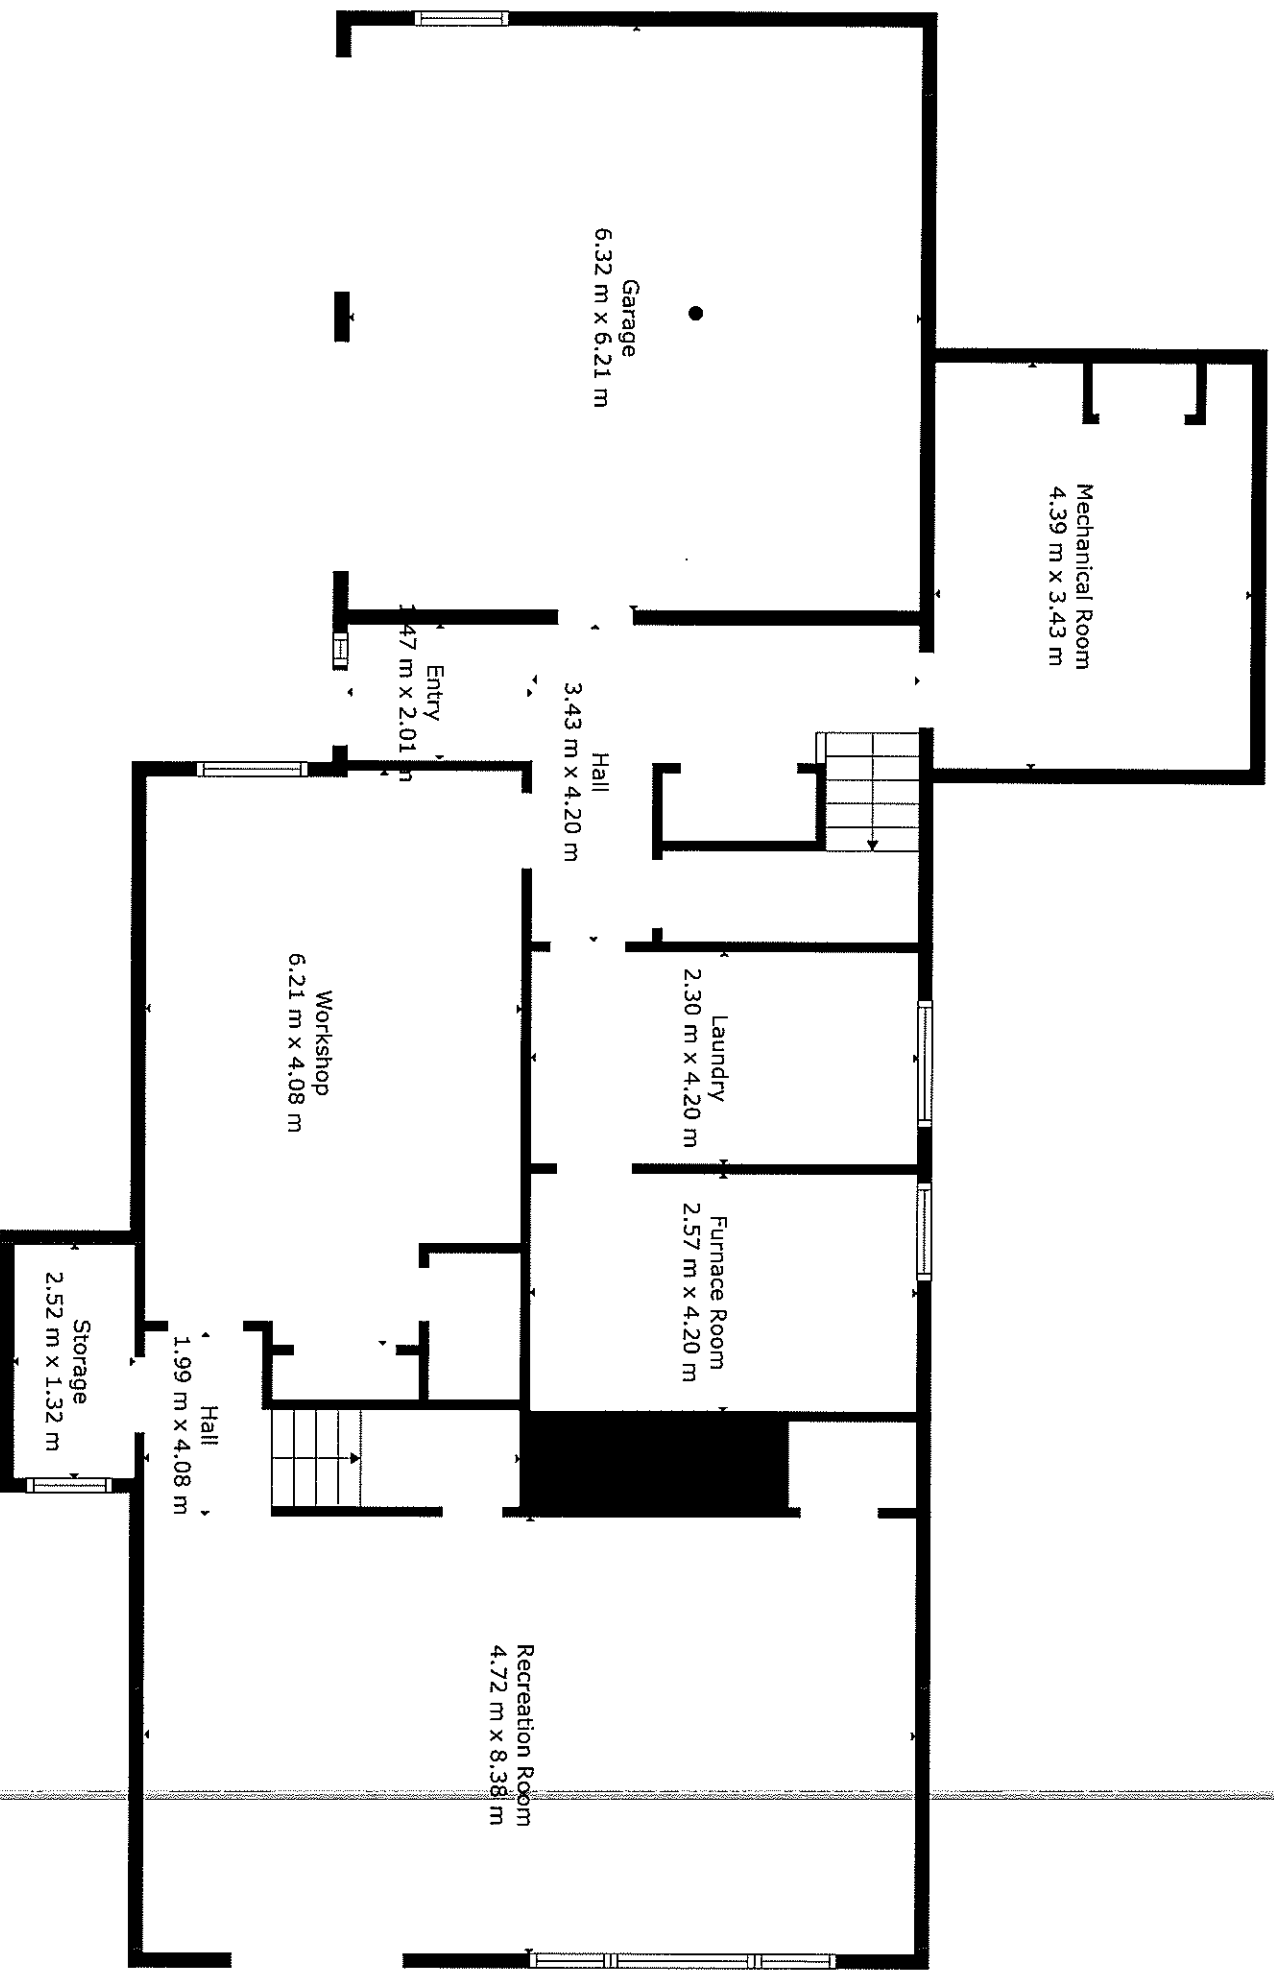 Mechanical Room
4.39 m x 3.43 m
Garage
6.32 m x 6.21 m
Hall
3.43 m x 4.20 m
Entry
1.47 m x 2.01 m
Laundry
2.30 m x 4.20 m
Furnace Room
2.57 m x 4.20 m
Workshop
6.21 m x 4.08 m
Hall
1.99 m x 4.08 m
Storage
2.52 m x 1.32 m
Recreation Room
4.72 m x 8.38 m